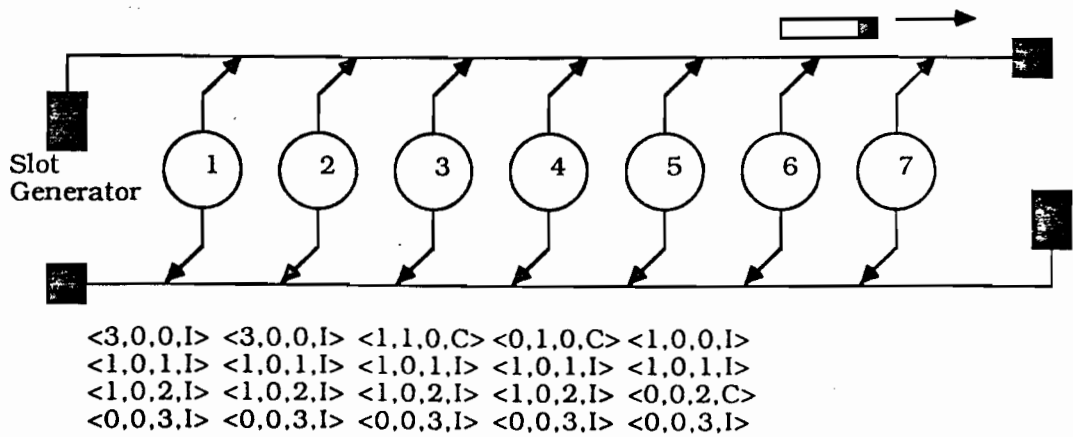 1 2 3 4 5 6 7
Slot
Generator
<3,0,0,I> <3,0,0,I> <1,1,0,C> <0,1,0,C> <1,0,0,I>
<1,0,1,I> <1,0,1,I> <1,0,1,I> <1,0,1,I> <1,0,1,I>
<1,0,2,I> <1,0,2,I> <1,0,2,I> <1,0,2,I> <0,0,2,C>
<0,0,3,I> <0,0,3,I> <0,0,3,I> <0,0,3,I> <0,0,3,I>